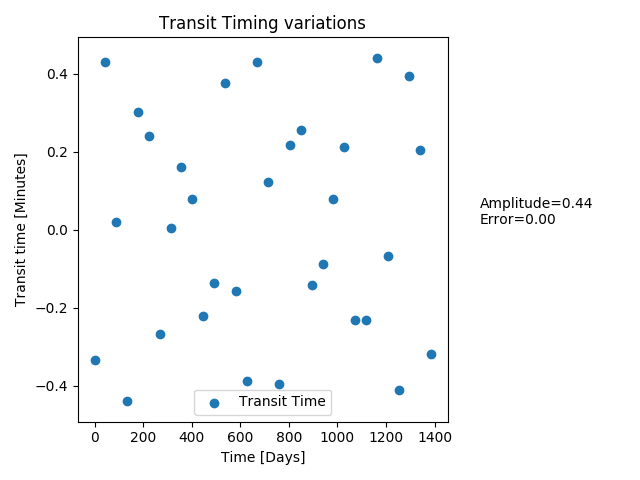 Transit Timing variations
Transit time [Minutes]
0.4
0.2
0.0
−0.2
−0.4
Amplitude=0.44
Error=0.00
Transit Time
0 200 400 600 800 1000 1200 1400
Time [Days]